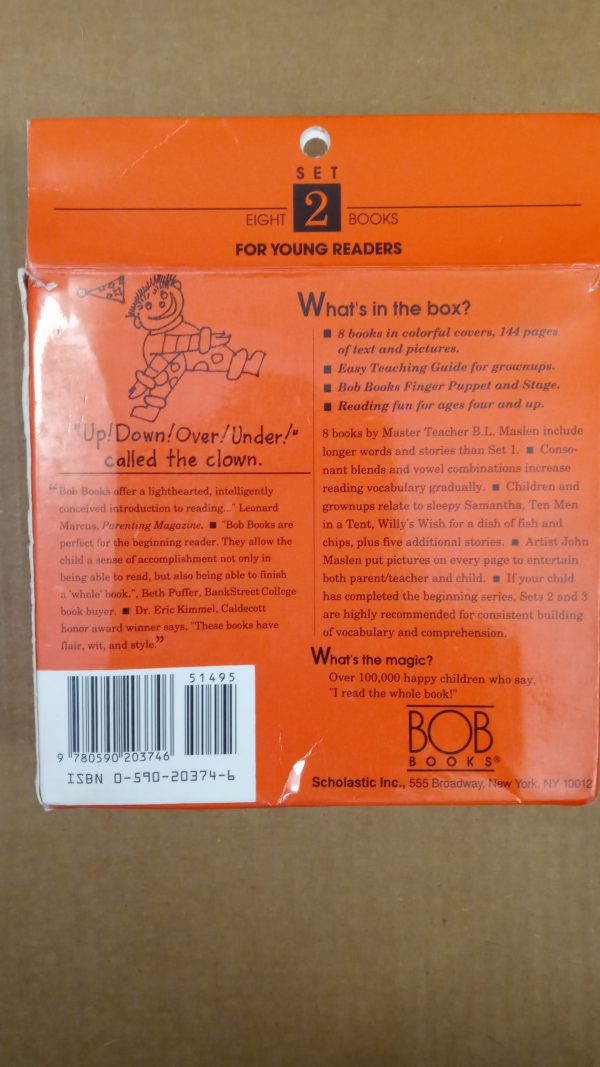 SET
EIGHT 2 BOOKS
FOR YOUNG READERS
"Up! Down! Over! Under!"
called the clown.
"Bob Books offer a lighthearted, intelligently
conceived introduction to reading..." Leonard
Marcus, Parenting Magazine. ■ "Bob Books are
perfect for the beginning reader. They allow the
child a sense of accomplishment not only in
being able to read, but also being able to finish
a 'whole' book.", Beth Puffer, BankStreet College
book buyer. ■ Dr. Eric Kimmel, Caldecott
honor award winner says, "These books have
flair, wit, and style."
51495
9 780590 203746
ISBN 0-590-20374-6
What's in the box?
■ 8 books in colorful covers, 144 pages
of text and pictures.
■ Easy Teaching Guide for grownups.
■ Bob Books Finger Puppet and Stage.
■ Reading fun for ages four and up.
8 books by Master Teacher B.L. Maslen include
longer words and stories than Set 1. ■ Conso-
nant blends and vowel combinations increase
reading vocabulary gradually. ■ Children and
grownups relate to sleepy Samantha, Ten Men
in a Tent, Willy's Wish for a dish of fish and
chips, plus five additional stories. ■ Artist John
Maslen put pictures on every page to entertain
both parent/teacher and child. ■ If your child
has completed the beginning series, Sets 2 and 3
are highly recommended for consistent building
of vocabulary and comprehension.
What's the magic?
Over 100,000 happy children who say,
"I read the whole book!"
BOB
BOOKS®
Scholastic Inc., 555 Broadway, New York, NY 10012